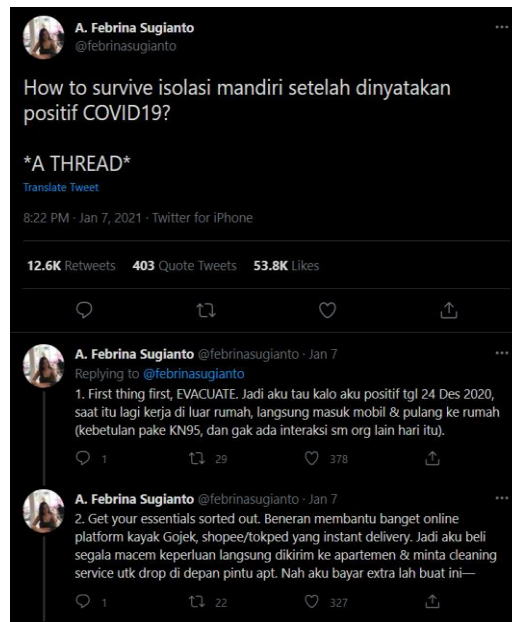 A. Febrina Sugianto
@febrinasugianto
How to survive isolasi mandiri setelah dinyatakan
positif COVID19?
*A THREAD*
Translate Tweet
8:22 PM · Jan 7, 2021 · Twitter for iPhone
12.6K Retweets 403 Quote Tweets 53.8K Likes
A. Febrina Sugianto @febrinasugianto · Jan 7
Replying to @febrinasugianto
1. First thing first, EVACUATE. Jadi aku tau kalo aku positif tgl 24 Des 2020,
saat itu lagi kerja di luar rumah, langsung masuk mobil & pulang ke rumah
(kebetulan pake KN95, dan gak ada interaksi sm org lain hari itu).
1 29 378
A. Febrina Sugianto @febrinasugianto · Jan 7
2. Get your essentials sorted out. Beneran membantu banget online
platform kayak Gojek, shopee/tokped yang instant delivery. Jadi aku beli
segala macem keperluan langsung dikirim ke apartemen & minta cleaning
service utk drop di depan pintu apt. Nah aku bayar extra lah buat ini—
1 22 327